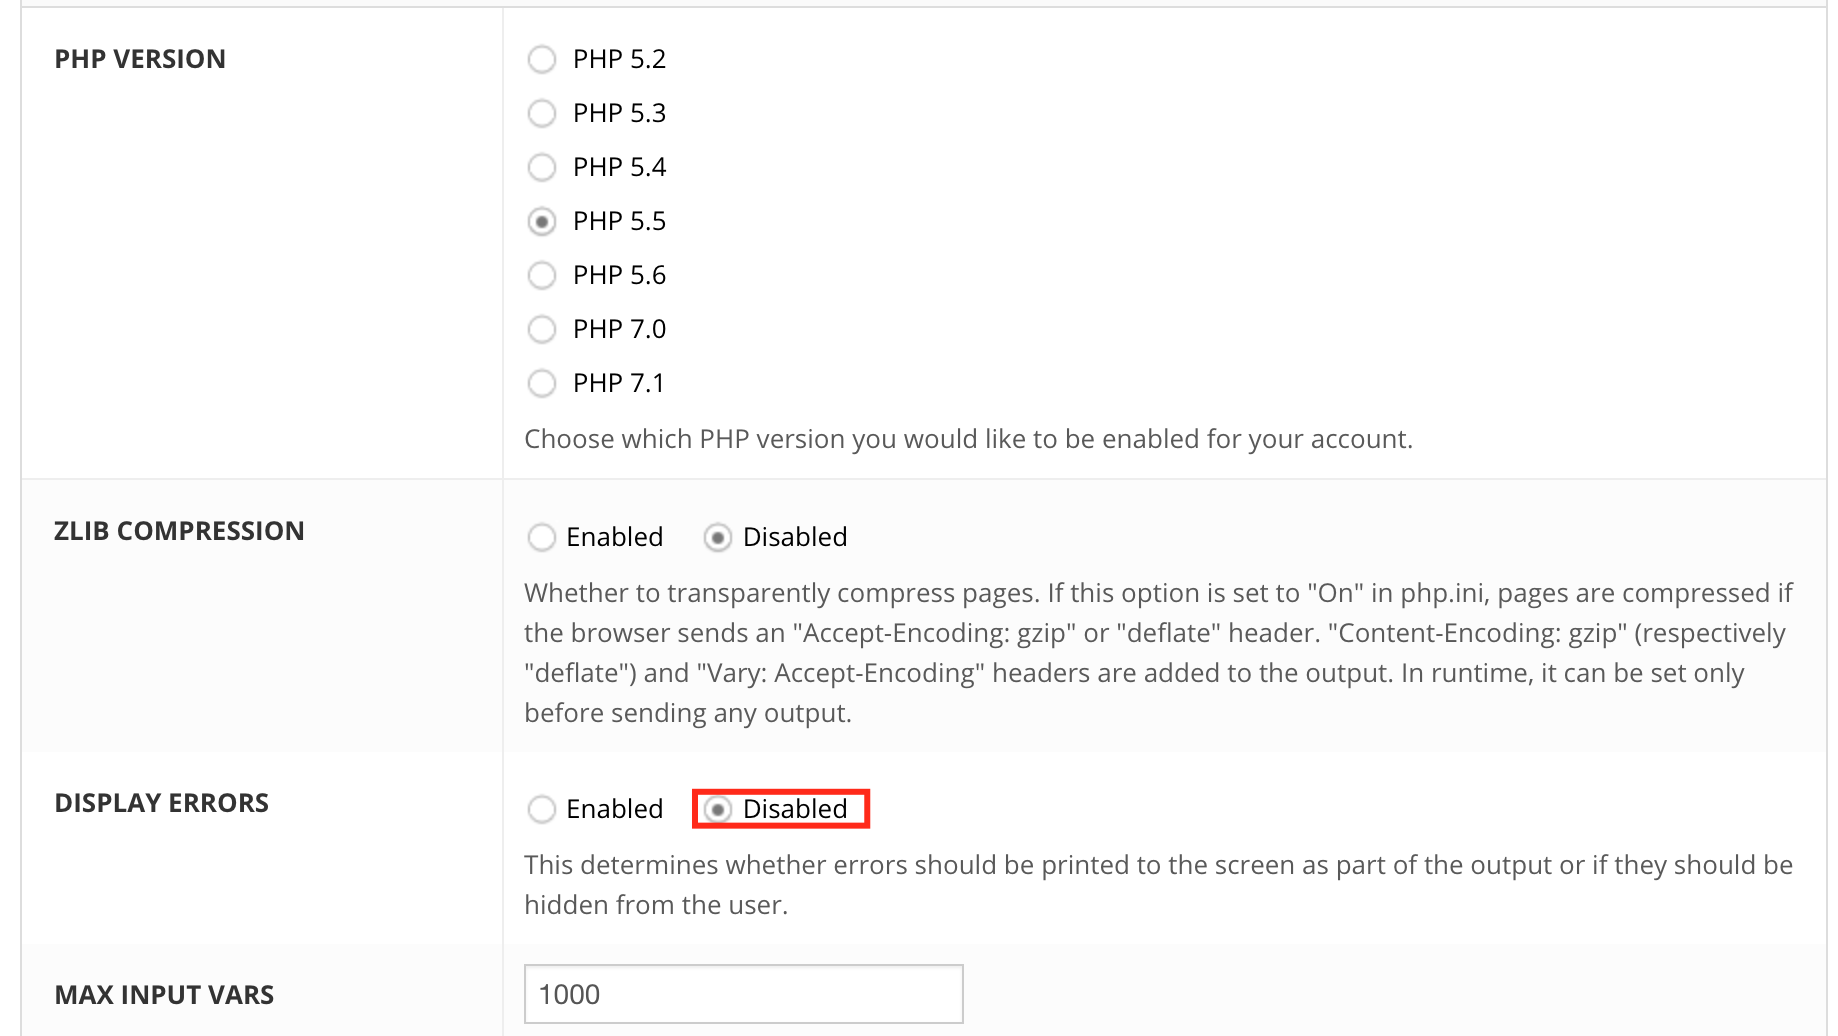 PHP VERSION
PHP 5.2
PHP 5.3
PHP 5.4
PHP 5.5
PHP 5.6
PHP 7.0
PHP 7.1
Choose which PHP version you would like to be enabled for your account.
ZLIB COMPRESSION
Enabled Disabled
Whether to transparently compress pages. If this option is set to "On" in php.ini, pages are compressed if
the browser sends an "Accept-Encoding: gzip" or "deflate" header. "Content-Encoding: gzip" (respectively
"deflate") and "Vary: Accept-Encoding" headers are added to the output. In runtime, it can be set only
before sending any output.
DISPLAY ERRORS
Enabled Disabled
This determines whether errors should be printed to the screen as part of the output or if they should be
hidden from the user.
MAX INPUT VARS
1000